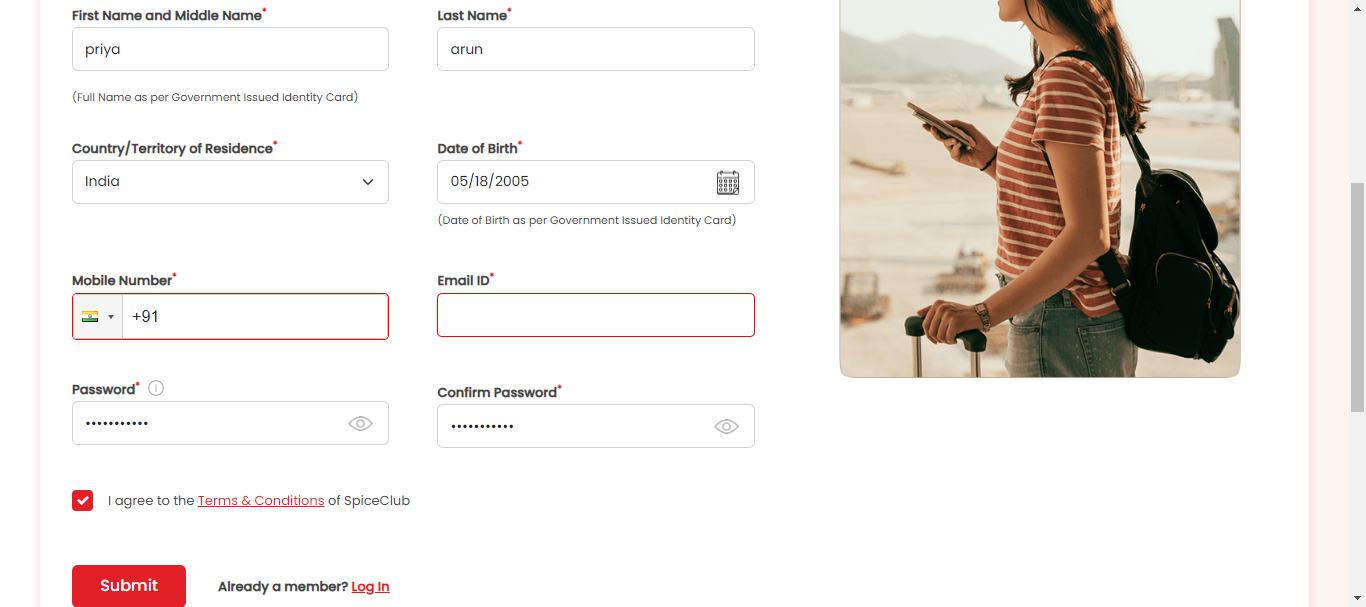 First Name and Middle Name* Last Name*
priya arun
(Full Name as per Government Issued Identity Card)
Country/Territory of Residence* Date of Birth*
India 05/18/2005
(Date of Birth as per Government Issued Identity Card)
Mobile Number* Email ID*
+91
Password* Confirm Password*
••••••••••• •••••••••••
I agree to the Terms & Conditions of SpiceClub
Submit Already a member? Log In